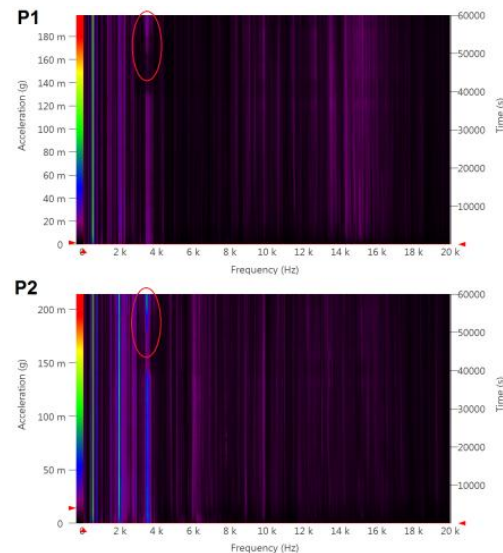 P1
180 m
160 m
140 m
120 m
100 m
80 m
60 m
40 m
20 m
0
Acceleration (g)
60000
50000
40000
30000
20000
10000
Time (s)
0 2 k 4 k 6 k 8 k 10 k 12 k 14 k 16 k 18 k 20 k
Frequency (Hz)
P2
200 m
150 m
100 m
50 m
0
Acceleration (g)
60000
50000
40000
30000
20000
10000
Time (s)
0 2 k 4 k 6 k 8 k 10 k 12 k 14 k 16 k 18 k 20 k
Frequency (Hz)